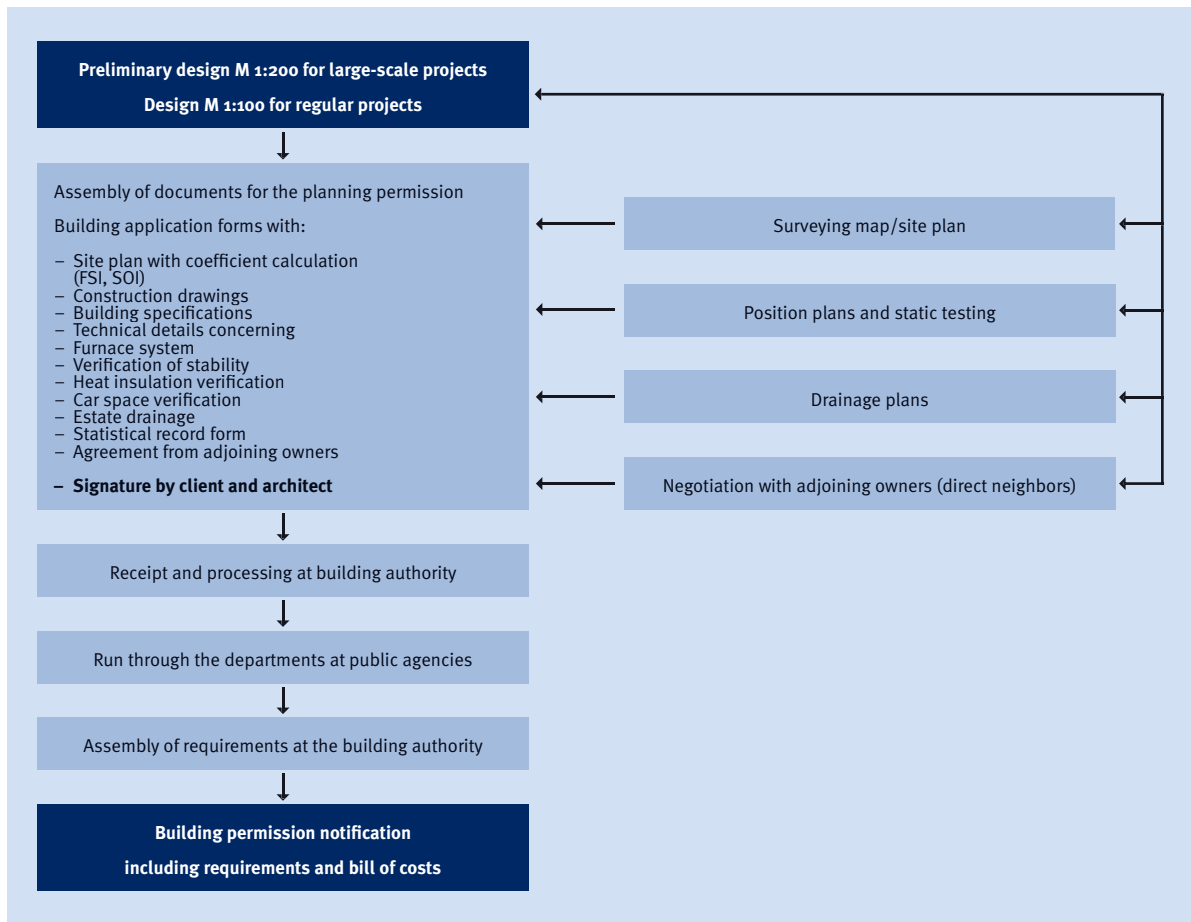 Preliminary design M 1:200 for large-scale projects
Design M 1:100 for regular projects
Assembly of documents for the planning permission
Building application forms with:
– Site plan with coefficient calculation
(FSI, SOI)
– Construction drawings
– Building specifications
– Technical details concerning
– Furnace system
– Verification of stability
– Heat insulation verification
– Car space verification
– Estate drainage
– Statistical record form
– Agreement from adjoining owners
– Signature by client and architect
Surveying map/site plan
Position plans and static testing
Drainage plans
Negotiation with adjoining owners (direct neighbors)
Receipt and processing at building authority
Run through the departments at public agencies
Assembly of requirements at the building authority
Building permission notification
including requirements and bill of costs